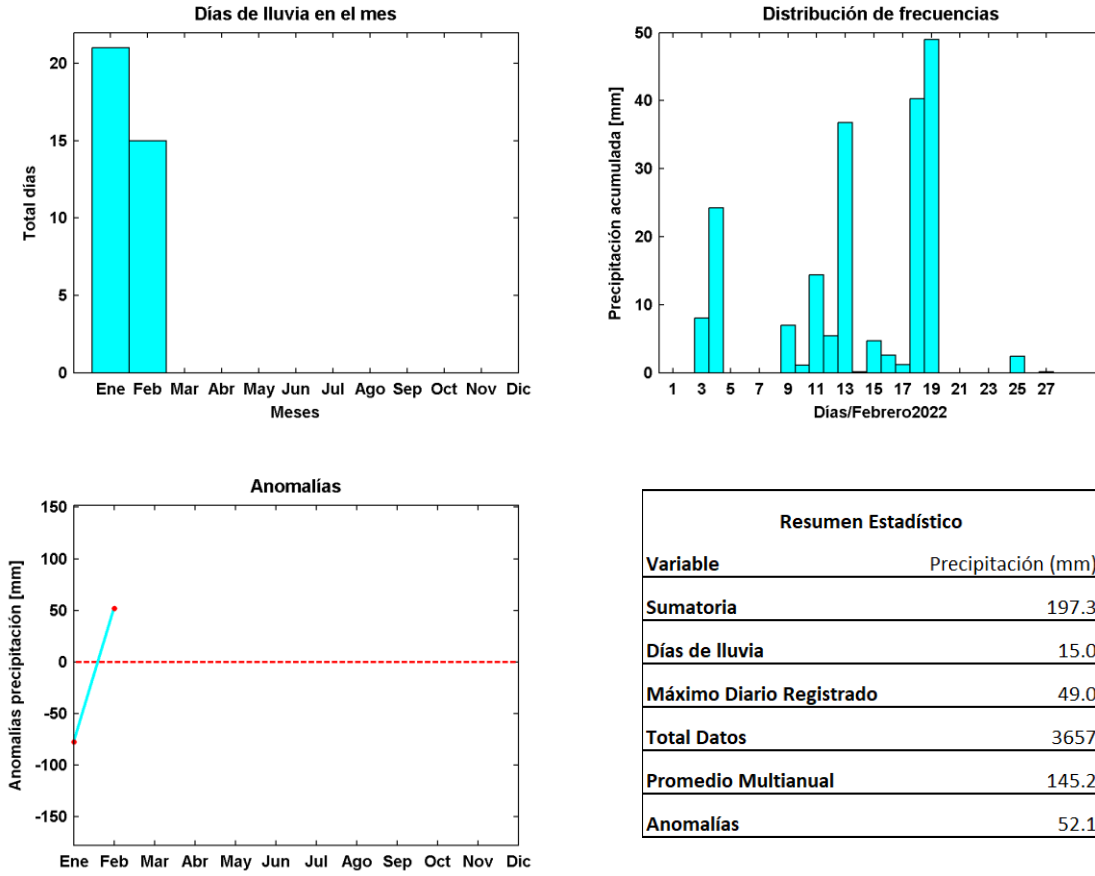 Días de lluvia en el mes
Total días
20
15
10
5
0
Ene Feb Mar Abr May Jun Jul Ago Sep Oct Nov Dic
Meses
Distribución de frecuencias
Precipitación acumulada [mm]
50
40
30
20
10
0
1 3 5 7 9 11 13 15 17 19 21 23 25 27
Días/Febrero2022
Anomalías
Anomalías precipitación [mm]
150
100
50
0
-50
-100
-150
Ene Feb Mar Abr May Jun Jul Ago Sep Oct Nov Dic
Resumen Estadístico
Variable Precipitación (mm)
Sumatoria 197.3
Días de lluvia 15.0
Máximo Diario Registrado 49.0
Total Datos 3657
Promedio Multianual 145.2
Anomalías 52.1